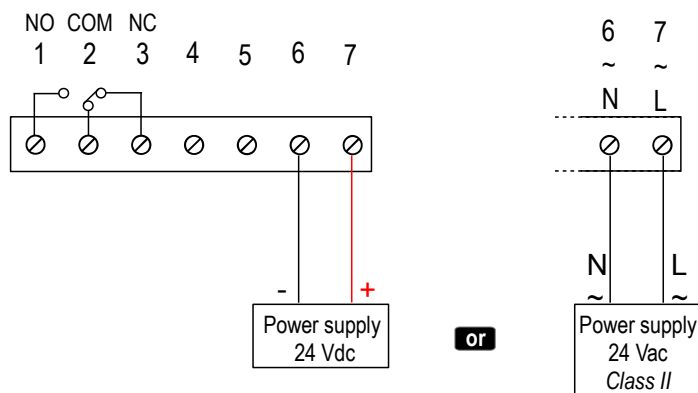 NO COM NC
1 2 3 4 5 6 7
- +
Power supply
24 Vdc
or
6 7
~ ~
N L
N L
~ ~
Power supply
24 Vac
Class II